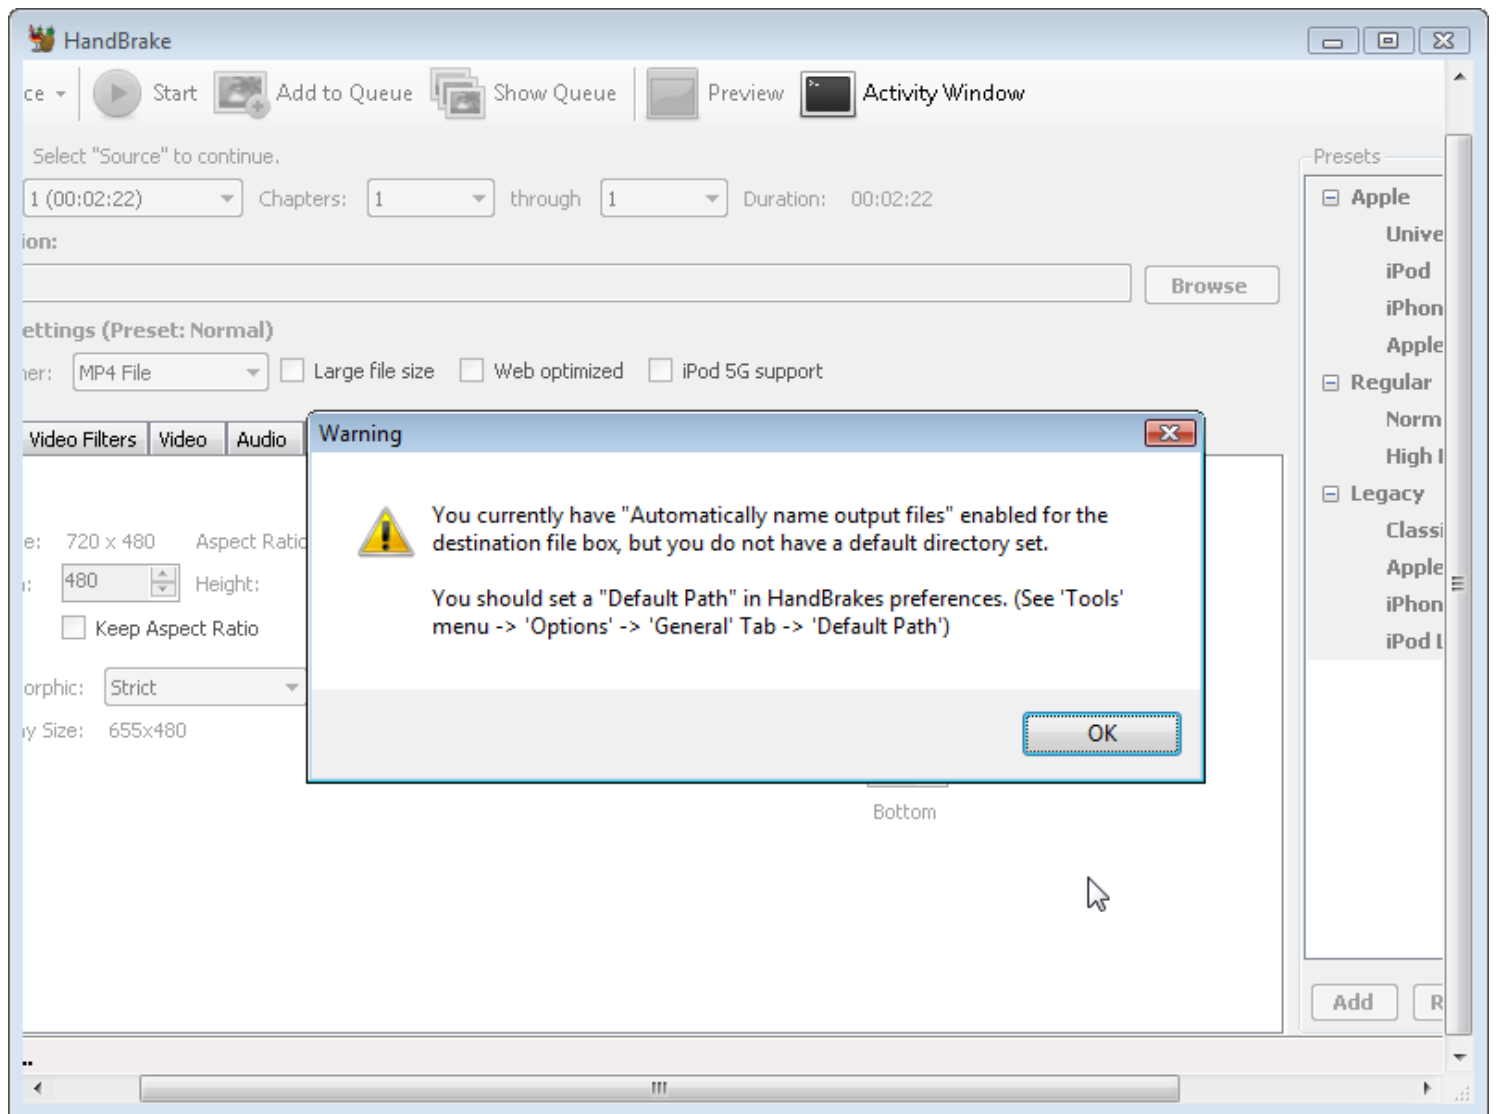 HandBrake
ce Start Add to Queue Show Queue Preview Activity Window
Select "Source" to continue.
Presets
1 (00:02:22) Chapters: 1 through 1 Duration: 00:02:22
Apple
ion:
Unive
iPod
Browse
iPhon
ettings (Preset: Normal)
Apple
ner: MP4 File Large file size Web optimized iPod 5G support
Regular
Norm
Video Filters Video Audio
Warning
High
Legacy
You currently have "Automatically name output files" enabled for the
destination file box, but you do not have a default directory set.
Classi
e: 720 x 480 Aspect Ratio
Apple
480 Height:
You should set a "Default Path" in HandBrakes preferences. (See 'Tools'
menu -> 'Options' -> 'General' Tab -> 'Default Path')
iPhon
Keep Aspect Ratio
iPod L
orphic: Strict
y Size: 655x480
OK
Bottom
Add R
..